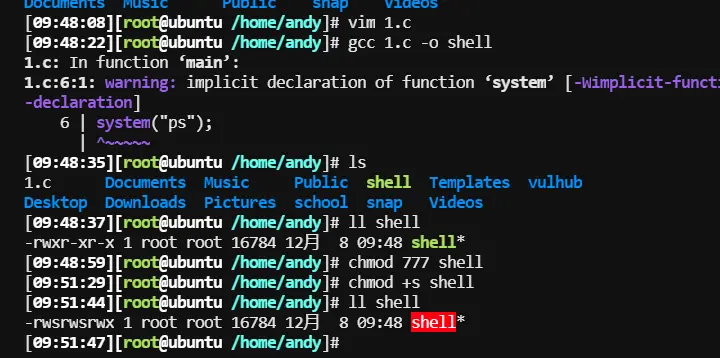 Documents  Music      Public   snap   Videos
[09:48:08][root@ubuntu /home/andy]# vim 1.c
[09:48:22][root@ubuntu /home/andy]# gcc 1.c -o shell
1.c: In function ‘main’:
1.c:6:1: warning: implicit declaration of function ‘system’ [-Wimplicit-functi
-declaration]
    6 | system("ps");
      | ^~~~~~
[09:48:35][root@ubuntu /home/andy]# ls
1.c      Documents  Music     Public  shell  Templates  vulhub
Desktop  Downloads  Pictures  school  snap   Videos
[09:48:37][root@ubuntu /home/andy]# ll shell
-rwxr-xr-x 1 root root 16784 12月  8 09:48 shell*
[09:48:59][root@ubuntu /home/andy]# chmod 777 shell
[09:51:29][root@ubuntu /home/andy]# chmod +s shell
[09:51:44][root@ubuntu /home/andy]# ll shell
-rwsrwsrwx 1 root root 16784 12月  8 09:48 shell*
[09:51:47][root@ubuntu /home/andy]#